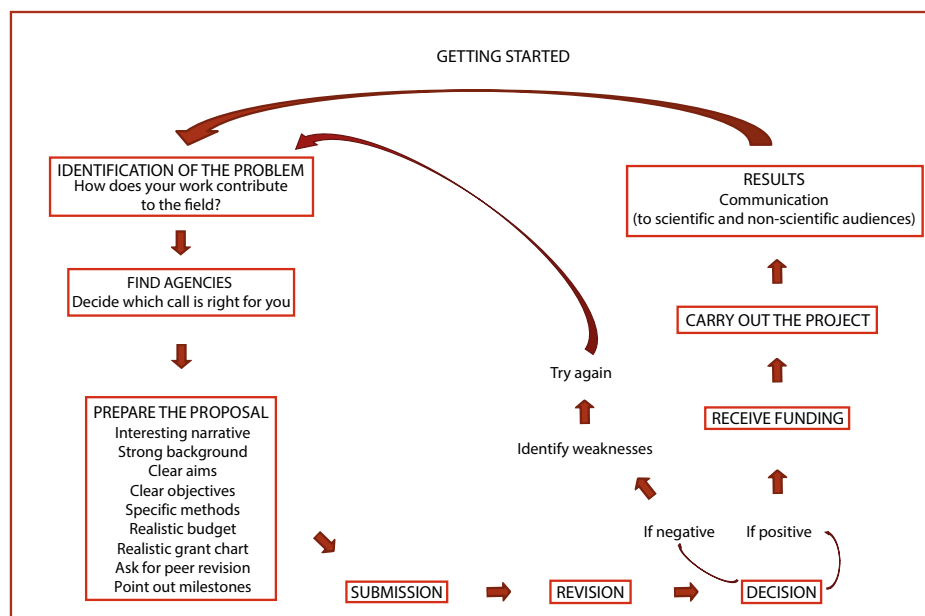 GETTING STARTED
IDENTIFICATION OF THE PROBLEM
How does your work contribute
to the field?
FIND AGENCIES
Decide which call is right for you
PREPARE THE PROPOSAL
Interesting narrative
Strong background
Clear aims
Clear objectives
Specific methods
Realistic budget
Realistic grant chart
Ask for peer revision
Point out milestones
SUBMISSION
REVISION
DECISION
If negative
If positive
Identify weaknesses
Try again
RECEIVE FUNDING
CARRY OUT THE PROJECT
RESULTS
Communication
(to scientific and non-scientific audiences)